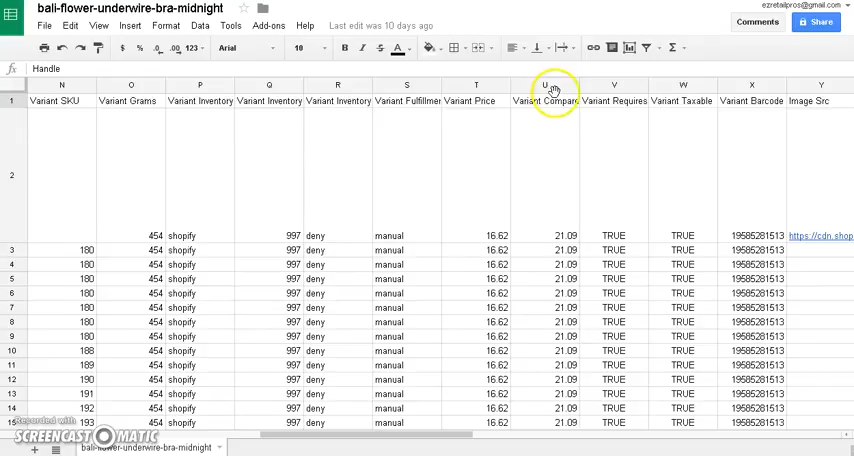 bali-flower-underwire-bra-midnight
ezretailpros@gmail.com
File Edit View Insert Format Data Tools Add-ons Help Last edit was 10 days ago
Comments Share
$ % .0 .00 123 Arial 10 B I S A Σ
fx Handle
N O P Q R S T U V W X Y
1 Variant SKU Variant Grams Variant Inventory Variant Inventory Variant Inventory Variant Fulfillmer Variant Price Variant Compare Variant Requires Variant Taxable Variant Barcode Image Src
2 454 shopify 997 deny manual 16.62 21.09 TRUE TRUE 19585281513 https://cdn.shop
3 180 454 shopify 997 deny manual 16.62 21.09 TRUE TRUE 19585281513
4 180 454 shopify 997 deny manual 16.62 21.09 TRUE TRUE 19585281513
5 180 454 shopify 997 deny manual 16.62 21.09 TRUE TRUE 19585281513
6 180 454 shopify 997 deny manual 16.62 21.09 TRUE TRUE 19585281513
7 180 454 shopify 997 deny manual 16.62 21.09 TRUE TRUE 19585281513
8 180 454 shopify 997 deny manual 16.62 21.09 TRUE TRUE 19585281513
9 180 454 shopify 997 deny manual 16.62 21.09 TRUE TRUE 19585281513
10 188 454 shopify 997 deny manual 16.62 21.09 TRUE TRUE 19585281513
11 189 454 shopify 997 deny manual 16.62 21.09 TRUE TRUE 19585281513
12 190 454 shopify 997 deny manual 16.62 21.09 TRUE TRUE 19585281513
13 191 454 shopify 997 deny manual 16.62 21.09 TRUE TRUE 19585281513
14 192 454 shopify 997 deny manual 16.62 21.09 TRUE TRUE 19585281513
15 193 454 shopify 997 deny manual 16.62 21.09 TRUE TRUE 19585281513
Recorded with
SCREENCAST-O-MATIC
bali-flower-underwire-bra-midnight